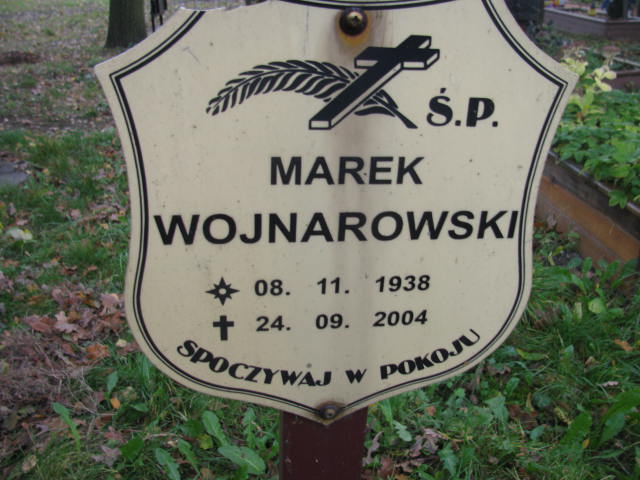 Ś.P.
MAREK
WOJNAROWSKI
08. 11. 1938
24. 09. 2004
SPOCZYWAJ W POKOJU